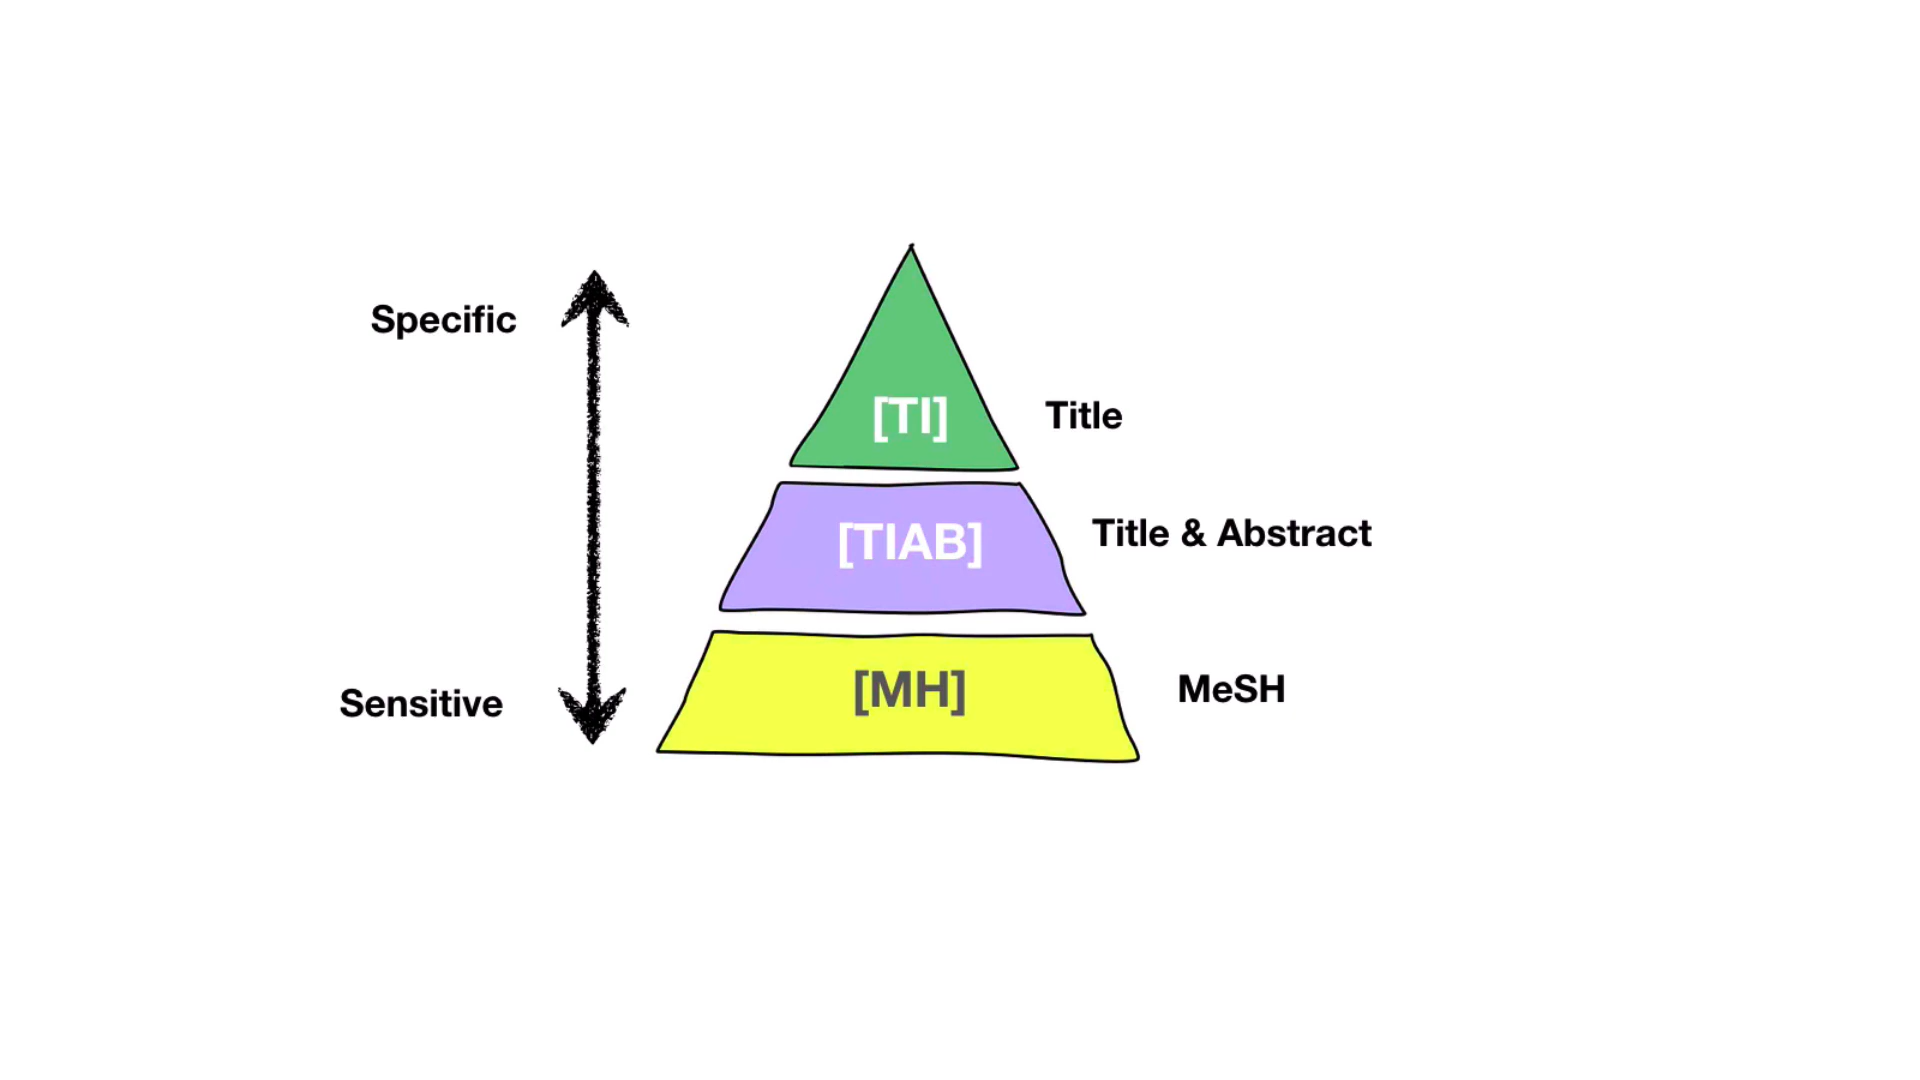 Specific
[TI]
Title
[TIAB]
Title & Abstract
[MH]
MeSH
Sensitive